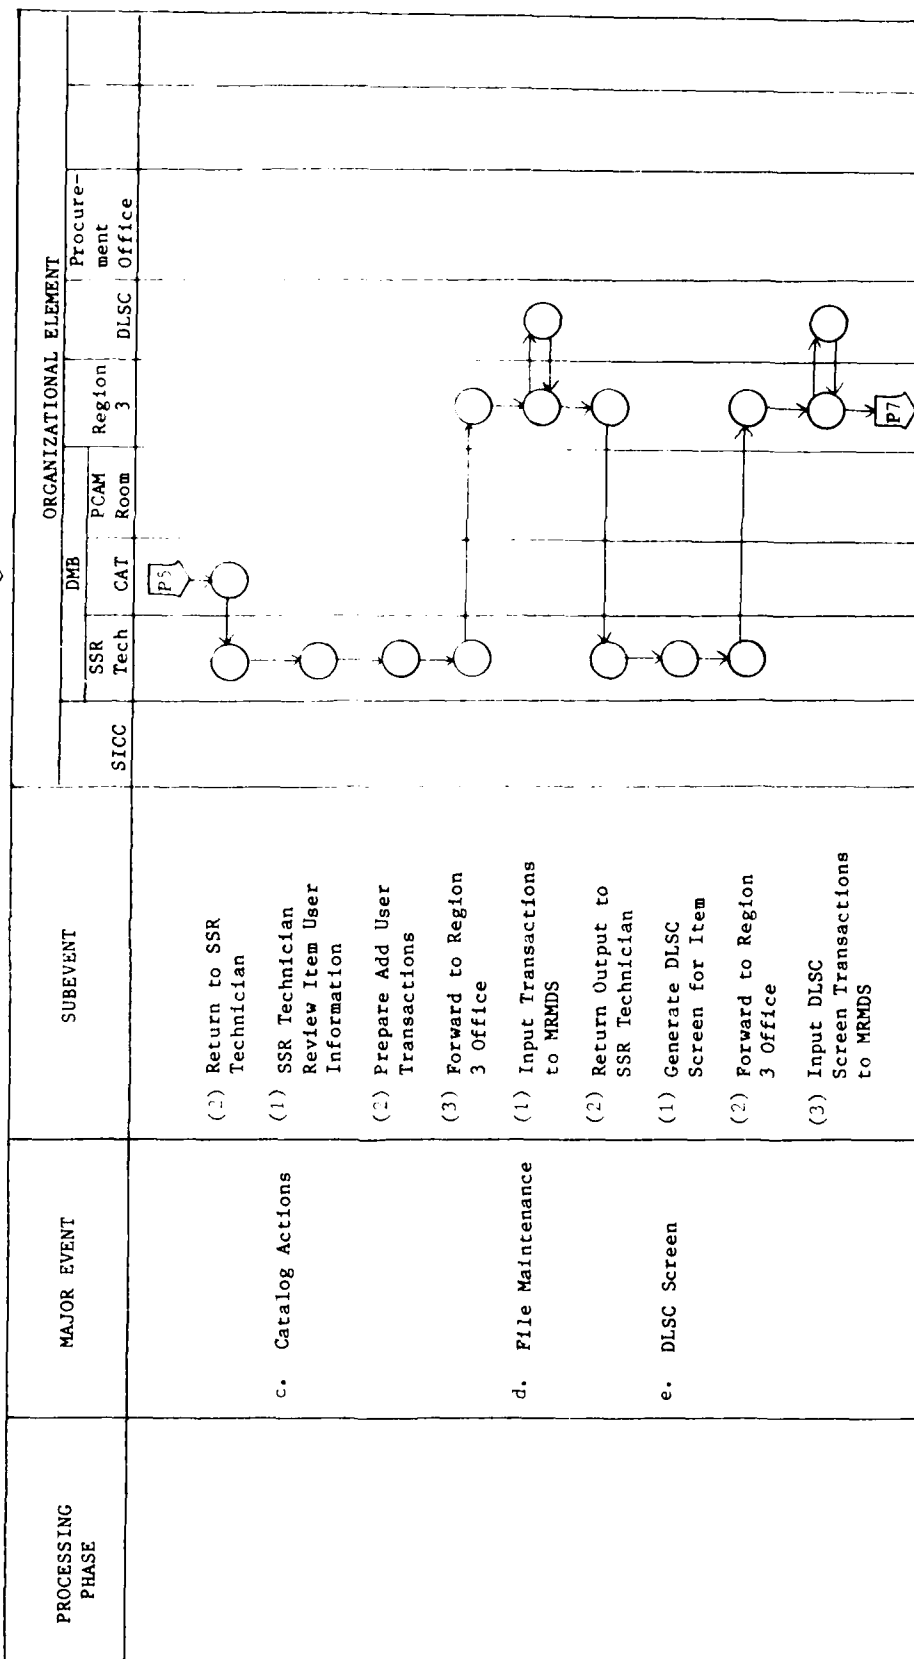 ORGANIZATIONAL ELEMENT
PROCESSING
PHASE
MAJOR EVENT
SUBEVENT
SICC
DMB
SSR
Tech
CAT
PCAM
Room
Region
3
DLSC
Procure-
ment
Office
P5
(2) Return to SSR
Technician
c. Catalog Actions
(1) SSR Technician
Review Item User
Information
(2) Prepare Add User
Transactions
(3) Forward to Region
3 Office
d. File Maintenance
(1) Input Transactions
to MRMDS
(2) Return Output to
SSR Technician
e. DLSC Screen
(1) Generate DLSC
Screen for Item
(2) Forward to Region
3 Office
(3) Input DLSC
Screen Transactions
to MRMDS
P7